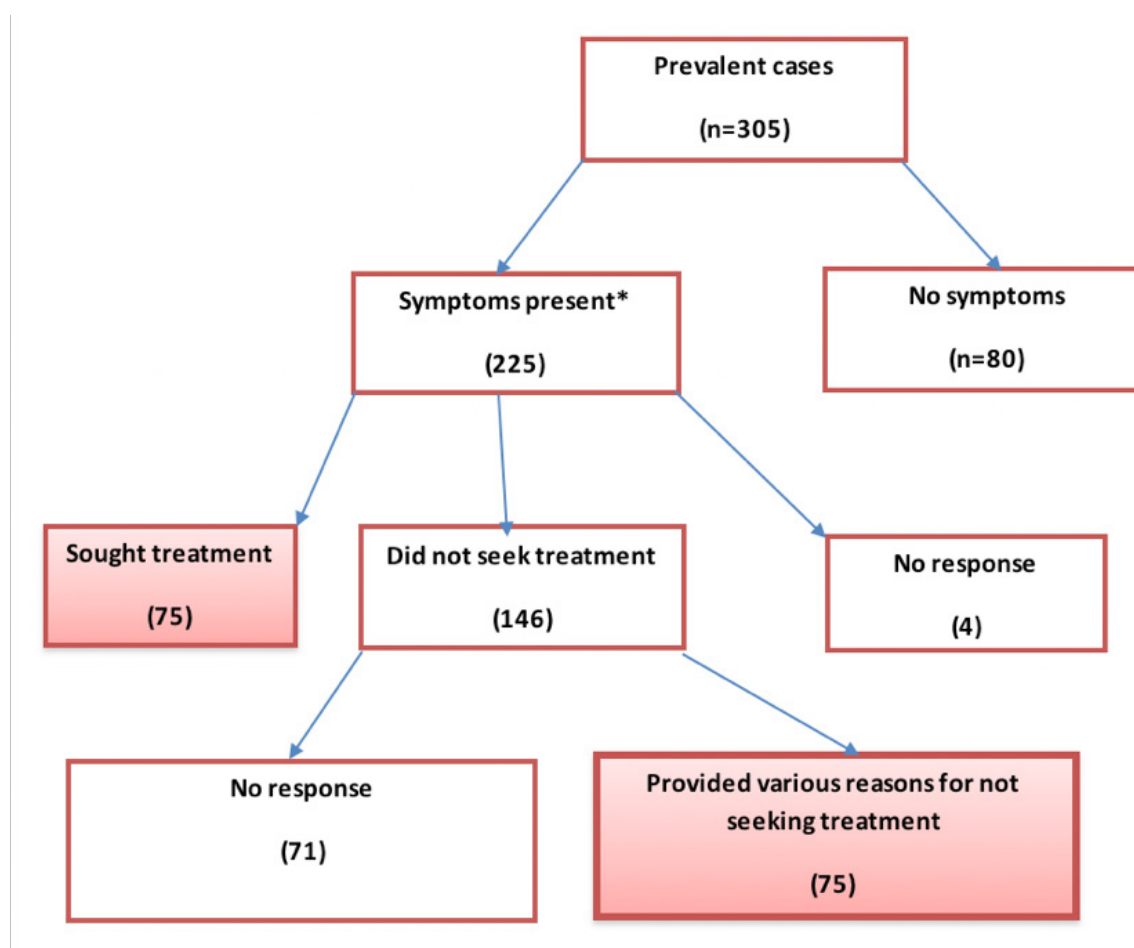 Prevalent cases
(n=305)
Symptoms present*
(225)
No symptoms
(n=80)
Sought treatment
(75)
Did not seek treatment
(146)
No response
(4)
No response
(71)
Provided various reasons for not
seeking treatment
(75)